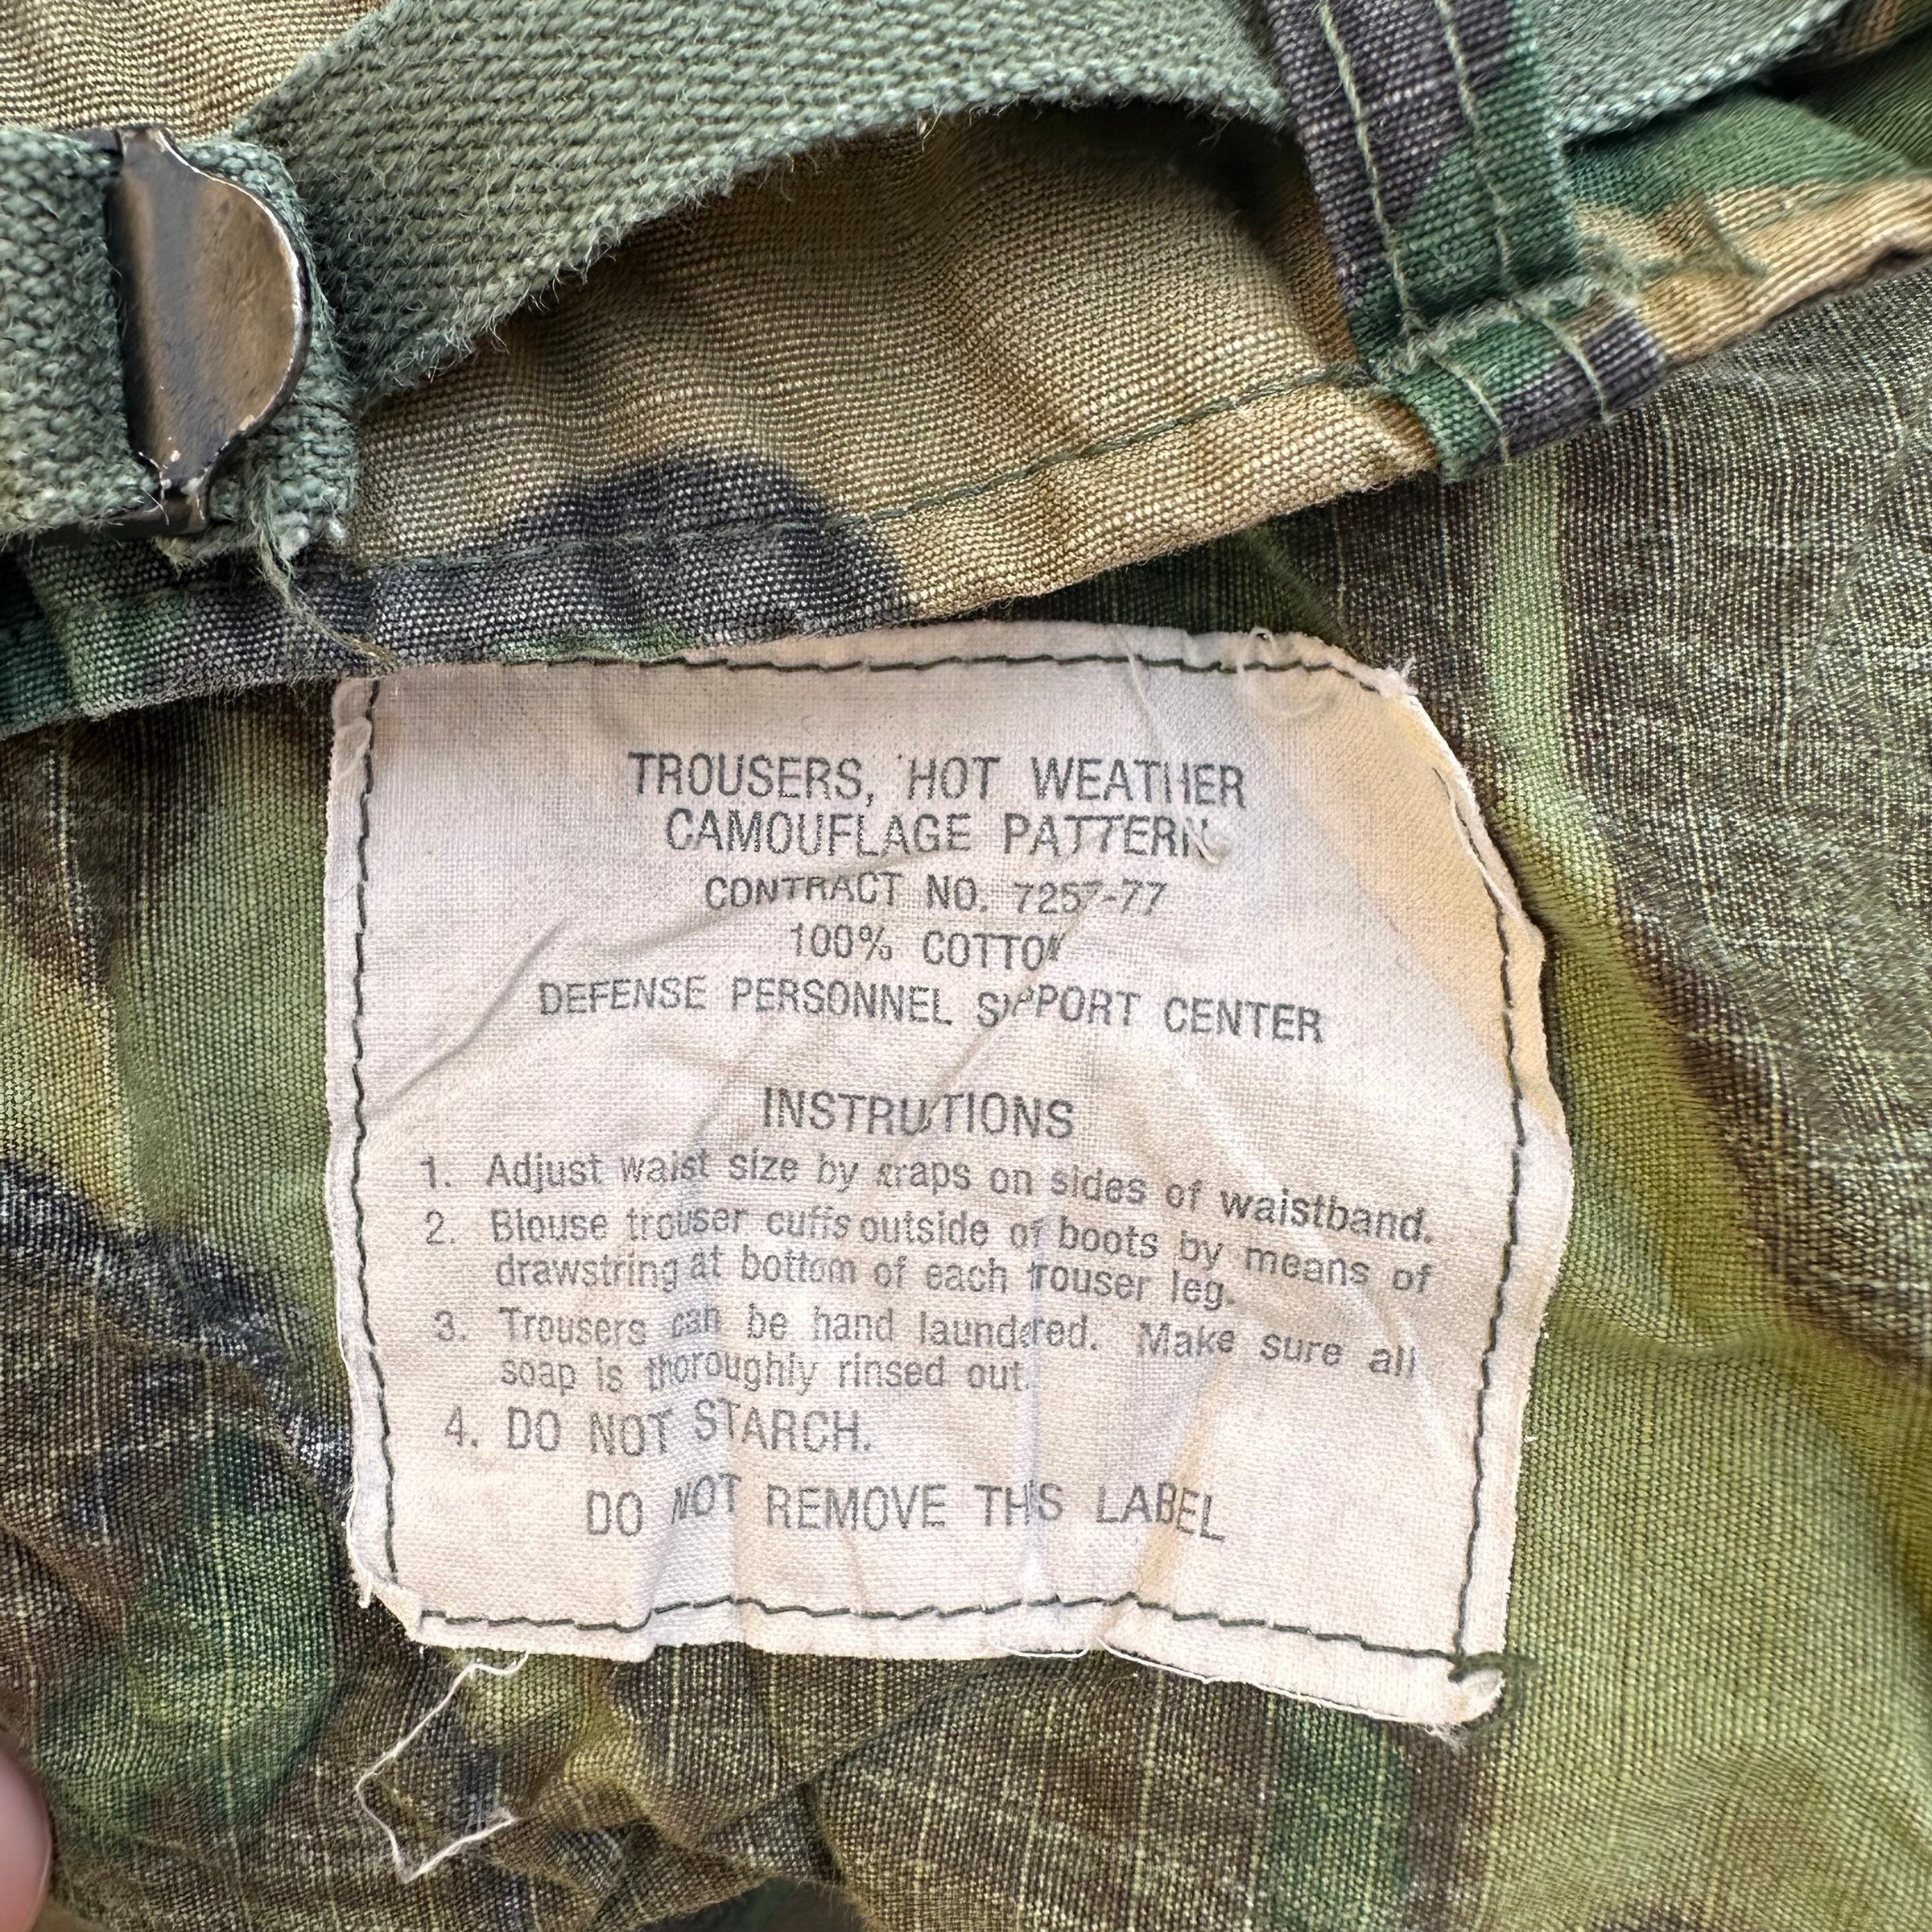 TROUSERS, HOT WEATHER
CAMOUFLAGE PATTERN
CONTRACT NO. 7257-77
100% COTTON
DEFENSE PERSONNEL SUPPORT CENTER
INSTRUCTIONS
1. Adjust waist size by straps on sides of waistband.
2. Blouse trouser cuffs outside of boots by means of
drawstring at bottom of each trouser leg.
3. Trousers can be hand laundered. Make sure all
soap is thoroughly rinsed out.
4. DO NOT STARCH.
DO NOT REMOVE THIS LABEL